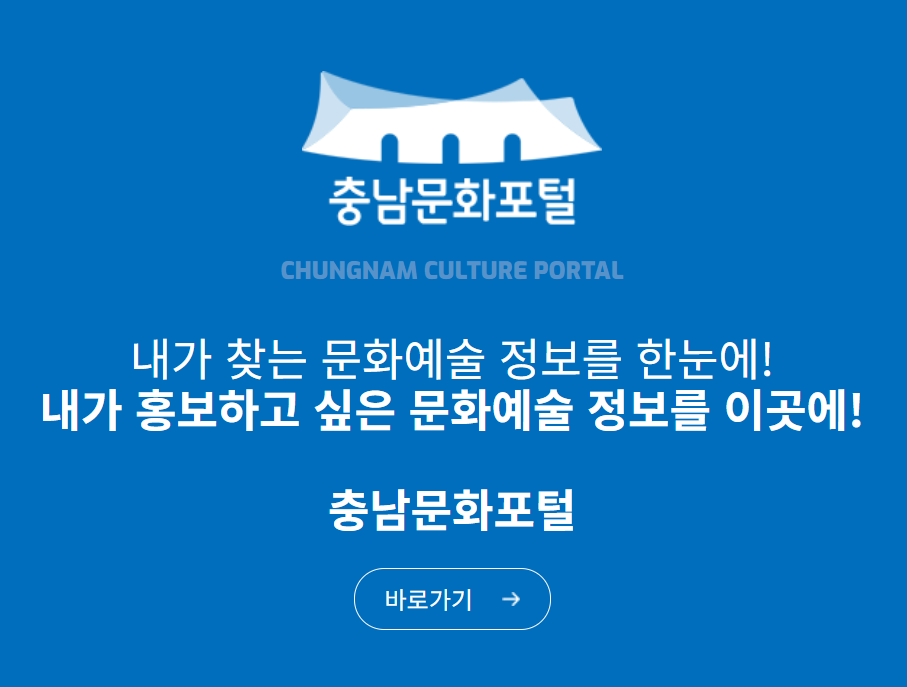 충남문화포털
CHUNGNAM CULTURE PORTAL
내가 찾는 문화예술 정보를 한눈에!
내가 홍보하고 싶은 문화예술 정보를 이곳에!
충남문화포털
바로가기 →